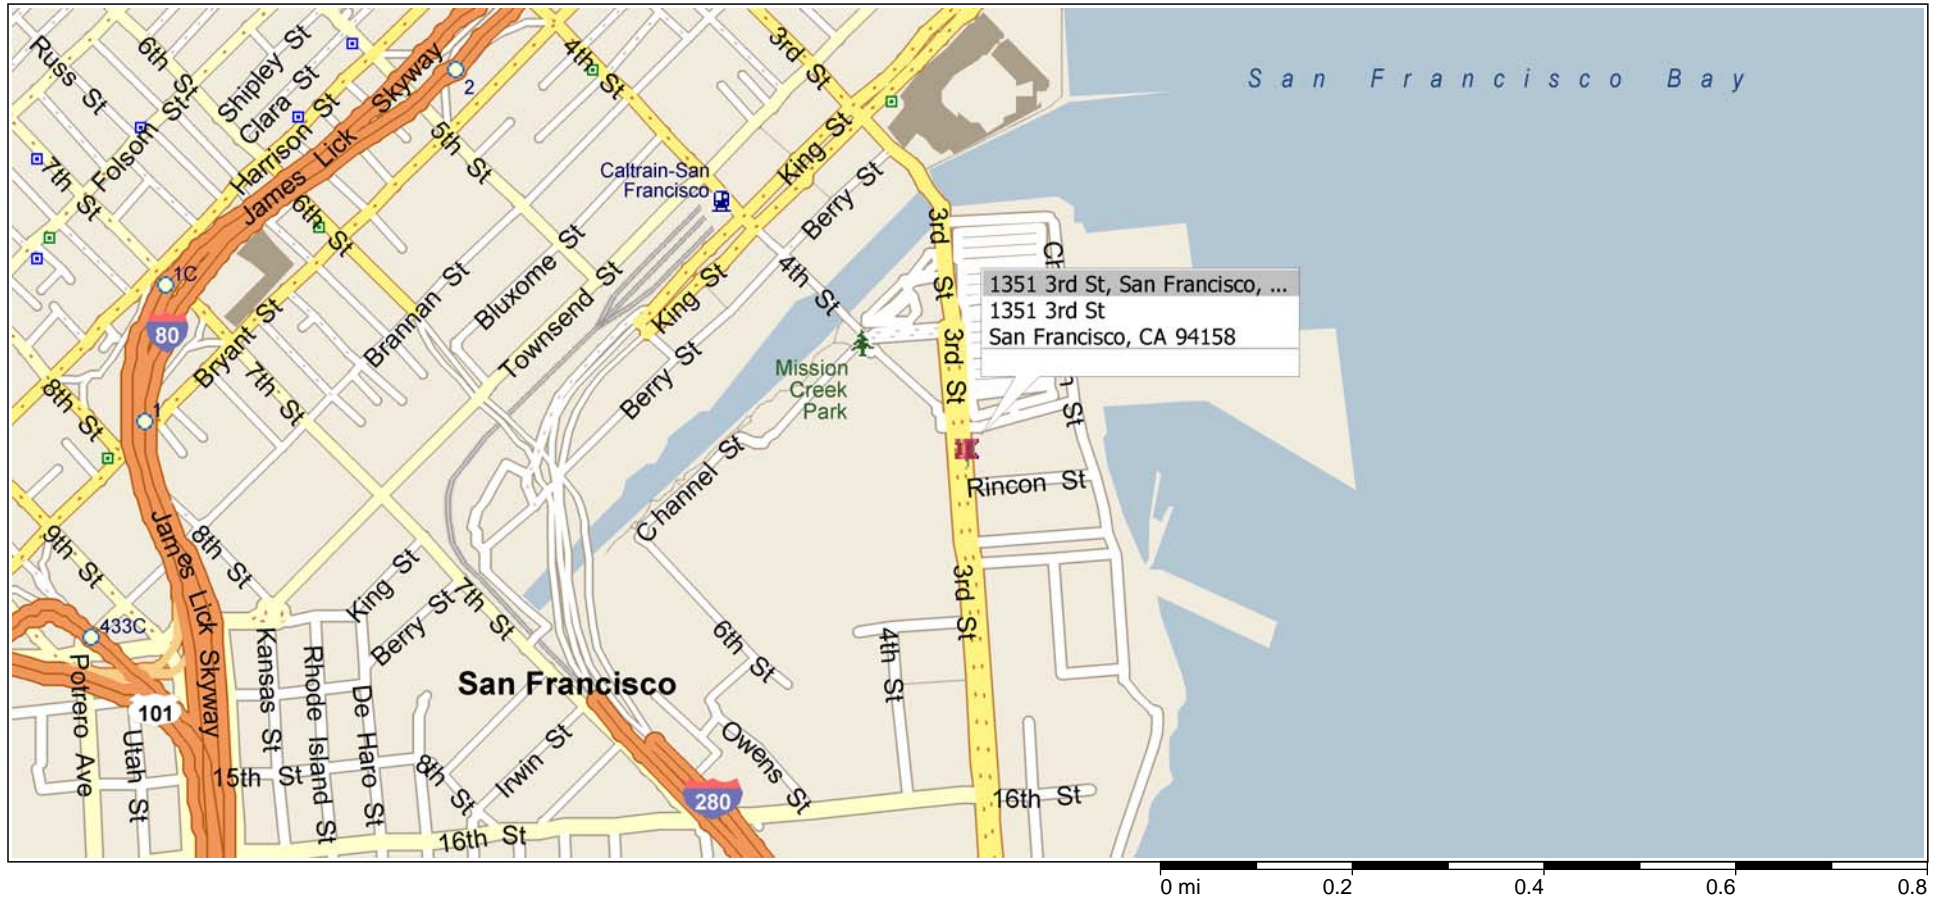 San Francisco Bay
Russ St
6th St
Shipley St
Clara St
Folsom St
Harrison St
James Lick Skyway
2
4th St
3rd St
5th St
7th St
6th St
King St
Caltrain-San
Francisco
Berry St
1C
80
Bryant St
Brannan St
Bluxome St
Townsend St
King St
4th St
3rd St
1351 3rd St, San Francisco, ...
1351 3rd St
San Francisco, CA 94158
Ch
n St
3rd St
Mission
Creek
Park
8th St
1
7th St
Berry St
Channel St
Rincon St
9th St
James Lick Skyway
8th St
King St
Berry St
7th St
3rd St
433C
Potrero Ave
101
Utah St
Kansas St
Rhode Island St
De Haro St
San Francisco
6th St
4th St
Owens St
15th St
8th St
Irwin St
280
16th St
16th St
0 mi 0.2 0.4 0.6 0.8